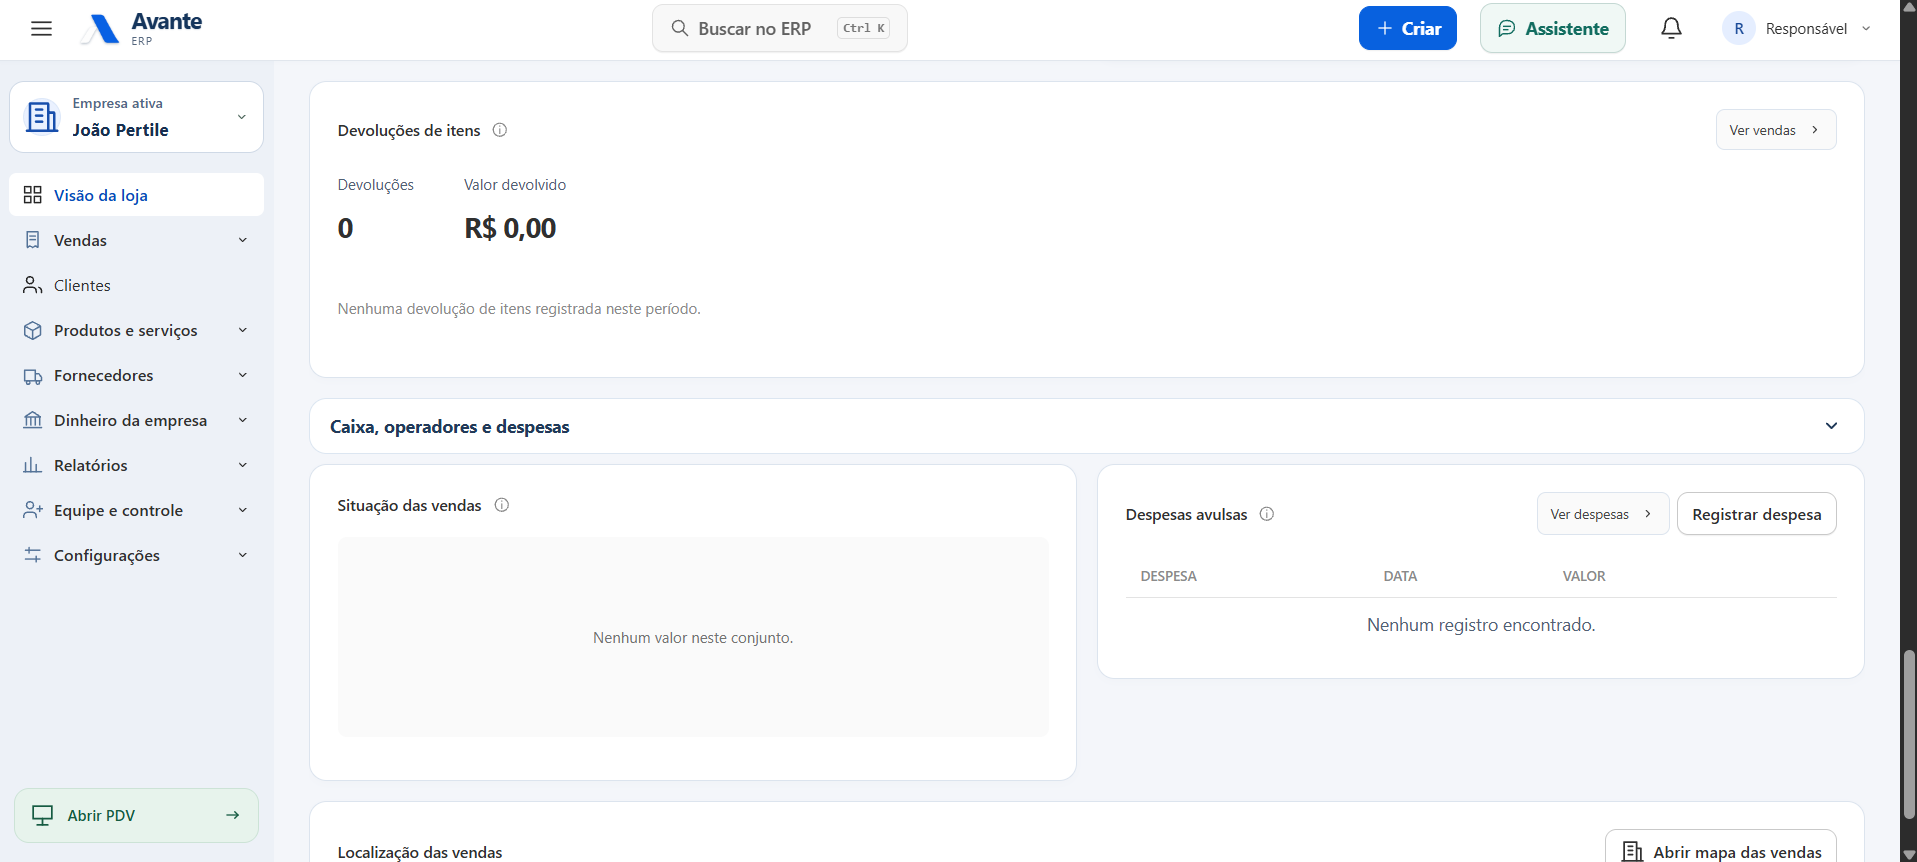 Avante
ERP
Buscar no ERP
Ctrl K
+ Criar
Assistente
R
Responsável
Empresa ativa
João Pertile
Visão da loja
Vendas
Clientes
Produtos e serviços
Fornecedores
Dinheiro da empresa
Relatórios
Equipe e controle
Configurações
Abrir PDV
Devoluções de itens
Ver vendas
Devoluções
Valor devolvido
0
R$ 0,00
Nenhuma devolução de itens registrada neste período.
Caixa, operadores e despesas
Situação das vendas
Nenhum valor neste conjunto.
Despesas avulsas
Ver despesas
Registrar despesa
DESPESA
DATA
VALOR
Nenhum registro encontrado.
Localização das vendas
Abrir mapa das vendas